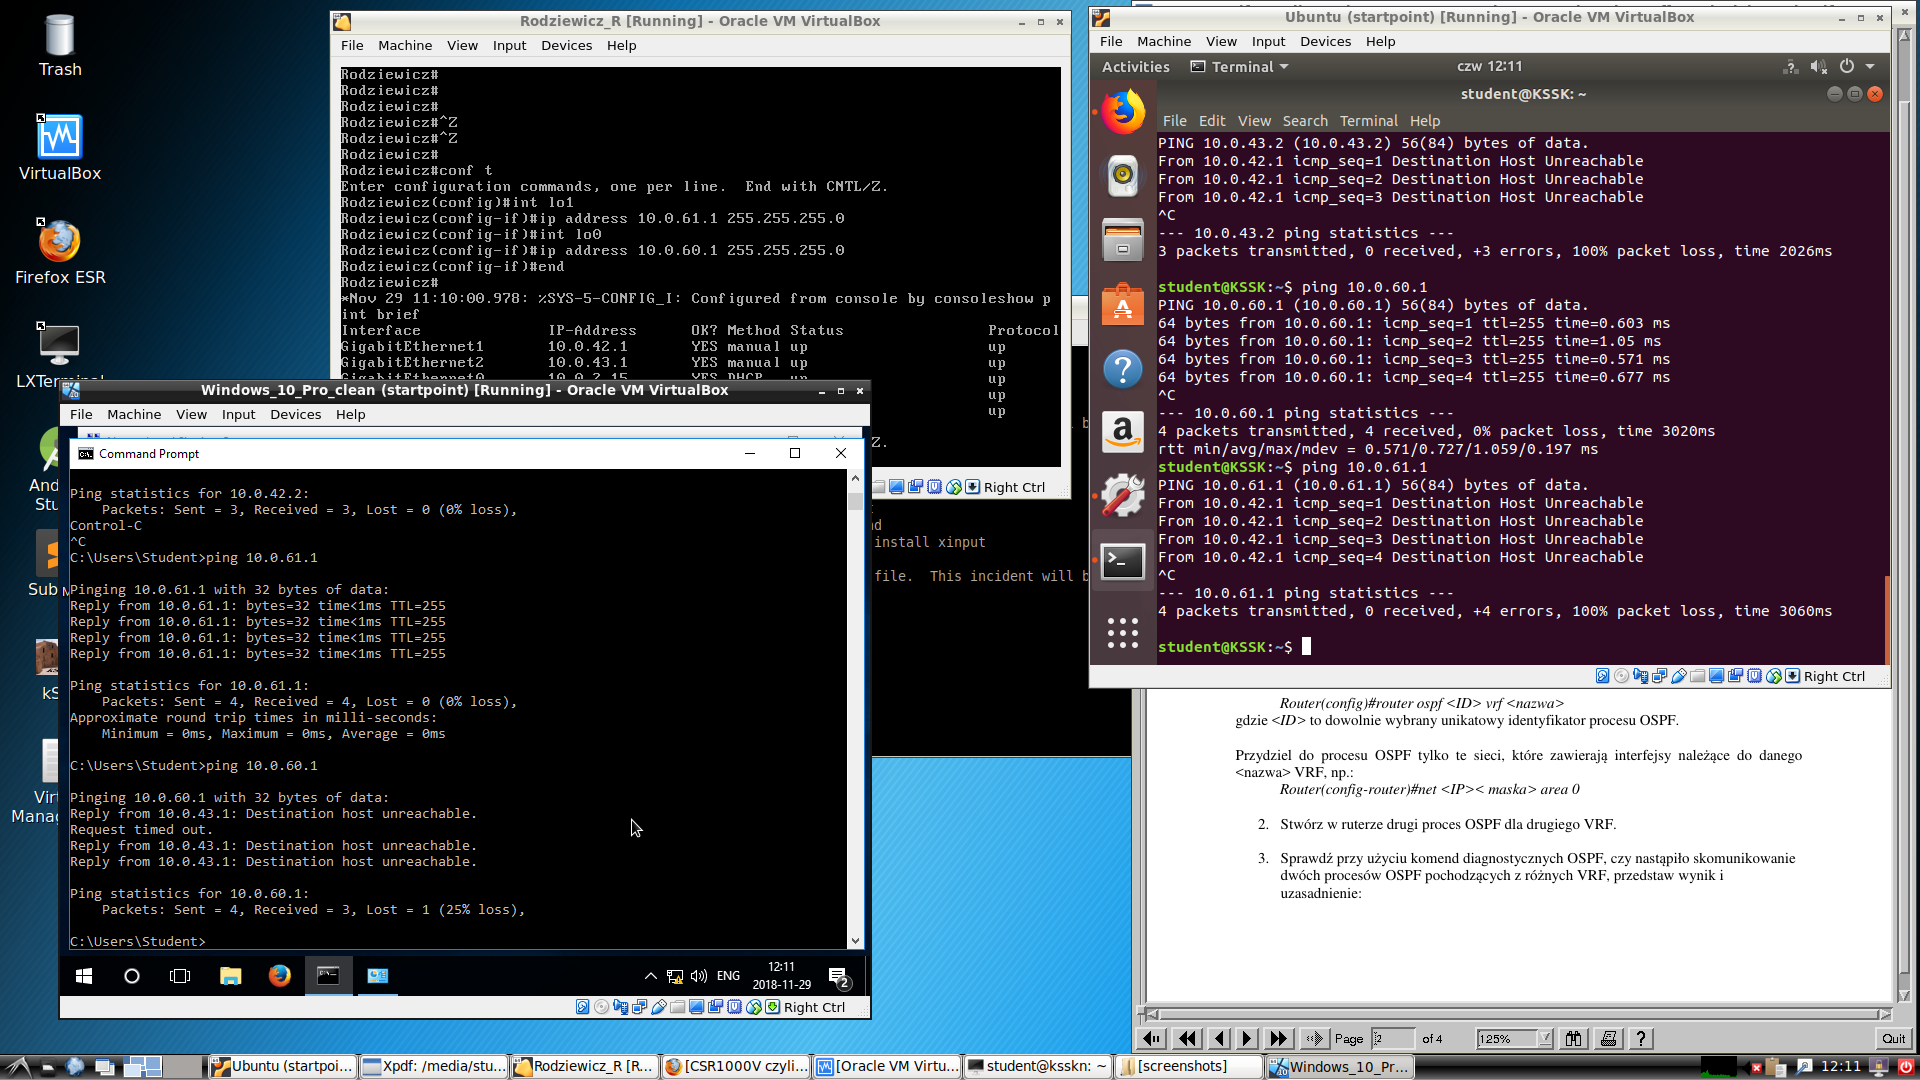 Trash
VirtualBox
Firefox ESR
LXTerminal
Rodziewicz_R [Running] - Oracle VM VirtualBox
File Machine View Input Devices Help
Rodziewicz#
Rodziewicz#
Rodziewicz#
Rodziewicz#^Z
Rodziewicz#^Z
Rodziewicz#
Rodziewicz#conf t
Enter configuration commands, one per line.  End with CNTL/Z.
Rodziewicz(config)#int lo1
Rodziewicz(config-if)#ip address 10.0.61.1 255.255.255.0
Rodziewicz(config-if)#int lo0
Rodziewicz(config-if)#ip address 10.0.60.1 255.255.255.0
Rodziewicz(config-if)#end
Rodziewicz#
*Nov 29 11:10:00.978: %SYS-5-CONFIG_I: Configured from console by consoleshow p
int brief
Interface IP-Address OK? Method Status Protocol
GigabitEthernet1 10.0.42.1 YES manual up up
GigabitEthernet2 10.0.43.1 YES manual up up
GigabitEthernet0 10.0.2.15 YES DHCP up up
up
up
Z.
Right Ctrl
nd
install xinput
file.  This incident will b
Windows_10_Pro_clean (startpoint) [Running] - Oracle VM VirtualBox
File Machine View Input Devices Help
Command Prompt
Ping statistics for 10.0.42.2:
Packets: Sent = 3, Received = 3, Lost = 0 (0% loss),
Control-C
^C
C:\Users\Student>ping 10.0.61.1
Pinging 10.0.61.1 with 32 bytes of data:
Reply from 10.0.61.1: bytes=32 time<1ms TTL=255
Reply from 10.0.61.1: bytes=32 time<1ms TTL=255
Reply from 10.0.61.1: bytes=32 time<1ms TTL=255
Reply from 10.0.61.1: bytes=32 time<1ms TTL=255
Ping statistics for 10.0.61.1:
Packets: Sent = 4, Received = 4, Lost = 0 (0% loss),
Approximate round trip times in milli-seconds:
Minimum = 0ms, Maximum = 0ms, Average = 0ms
C:\Users\Student>ping 10.0.60.1
Pinging 10.0.60.1 with 32 bytes of data:
Reply from 10.0.43.1: Destination host unreachable.
Request timed out.
Reply from 10.0.43.1: Destination host unreachable.
Reply from 10.0.43.1: Destination host unreachable.
Ping statistics for 10.0.60.1:
Packets: Sent = 4, Received = 3, Lost = 1 (25% loss),
C:\Users\Student>
ENG
12:11
2018-11-29
2
Right Ctrl
Ubuntu (startpoint) [Running] - Oracle VM VirtualBox
File Machine View Input Devices Help
Activities Terminal czw 12:11
student@KSSK: ~
File Edit View Search Terminal Help
PING 10.0.43.2 (10.0.43.2) 56(84) bytes of data.
From 10.0.42.1 icmp_seq=1 Destination Host Unreachable
From 10.0.42.1 icmp_seq=2 Destination Host Unreachable
From 10.0.42.1 icmp_seq=3 Destination Host Unreachable
^C
--- 10.0.43.2 ping statistics ---
3 packets transmitted, 0 received, +3 errors, 100% packet loss, time 2026ms
student@KSSK:~$ ping 10.0.60.1
PING 10.0.60.1 (10.0.60.1) 56(84) bytes of data.
64 bytes from 10.0.60.1: icmp_seq=1 ttl=255 time=0.603 ms
64 bytes from 10.0.60.1: icmp_seq=2 ttl=255 time=1.05 ms
64 bytes from 10.0.60.1: icmp_seq=3 ttl=255 time=0.571 ms
64 bytes from 10.0.60.1: icmp_seq=4 ttl=255 time=0.677 ms
^C
--- 10.0.60.1 ping statistics ---
4 packets transmitted, 4 received, 0% packet loss, time 3020ms
rtt min/avg/max/mdev = 0.571/0.727/1.059/0.197 ms
student@KSSK:~$ ping 10.0.61.1
PING 10.0.61.1 (10.0.61.1) 56(84) bytes of data.
From 10.0.42.1 icmp_seq=1 Destination Host Unreachable
From 10.0.42.1 icmp_seq=2 Destination Host Unreachable
From 10.0.42.1 icmp_seq=3 Destination Host Unreachable
From 10.0.42.1 icmp_seq=4 Destination Host Unreachable
^C
--- 10.0.61.1 ping statistics ---
4 packets transmitted, 0 received, +4 errors, 100% packet loss, time 3060ms
student@KSSK:~$
Right Ctrl
Router(config)#router ospf <ID> vrf <nazwa>
gdzie <ID> to dowolnie wybrany unikatowy identyfikator procesu OSPF.
Przydziel do procesu OSPF tylko te sieci, które zawierają interfejsy należące do danego
<nazwa> VRF, np.:
Router(config-router)#net <IP>< maska> area 0
2. Stwórz w ruterze drugi proces OSPF dla drugiego VRF.
3. Sprawdź przy użyciu komend diagnostycznych OSPF, czy nastąpiło skomunikowanie
dwóch procesów OSPF pochodzących z różnych VRF, przedstaw wynik i
uzasadnienie:
Page 2 of 4 125% Quit
Ubuntu (startpoi...
Xpdf: /media/stu...
Rodziewicz_R [R...
[CSR1000V czyli...
[Oracle VM Virtu...
student@ksskn: ~
[screenshots]
Windows_10_Pr...
12:11